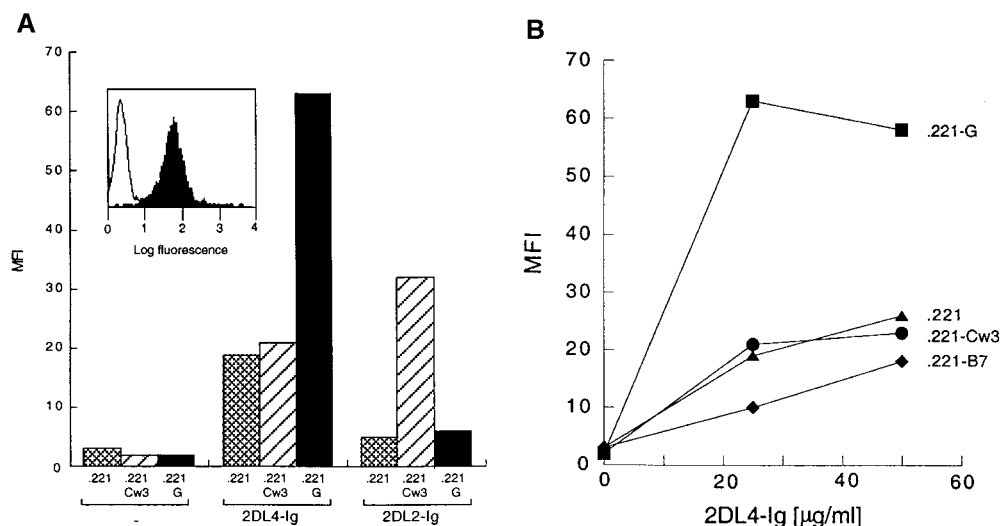 A
70
60
50
40
30
20
10
0
MFI
0 1 2 3 4
Log fluorescence
.221 .221 .221 .221 .221 .221 .221 .221 .221
Cw3 G Cw3 G Cw3 G
- 2DL4-Ig 2DL2-Ig
B
70
60
50
40
30
20
10
0
MFI
.221-G
.221
.221-Cw3
.221-B7
0 20 40 60
2DL4-Ig [µg/ml]